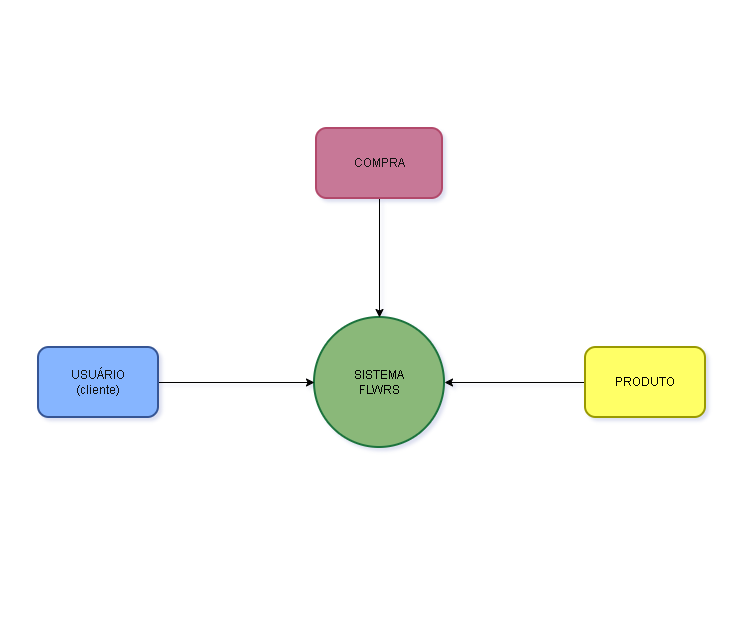 COMPRA
USUÁRIO
(cliente)
SISTEMA
FLWRS
PRODUTO